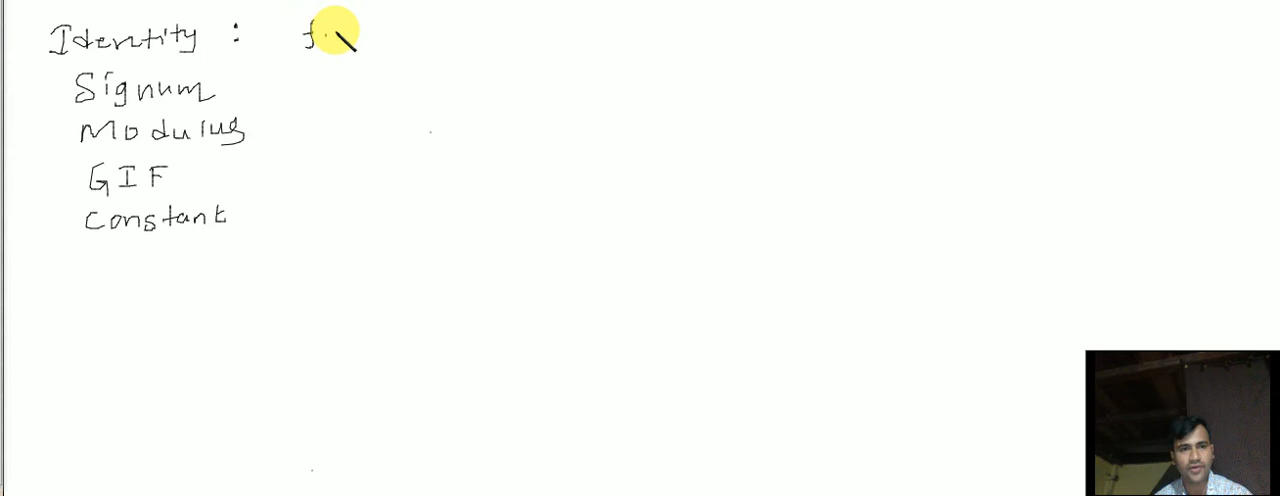 Identity : f
Signum
Modulus
GIF
Constant